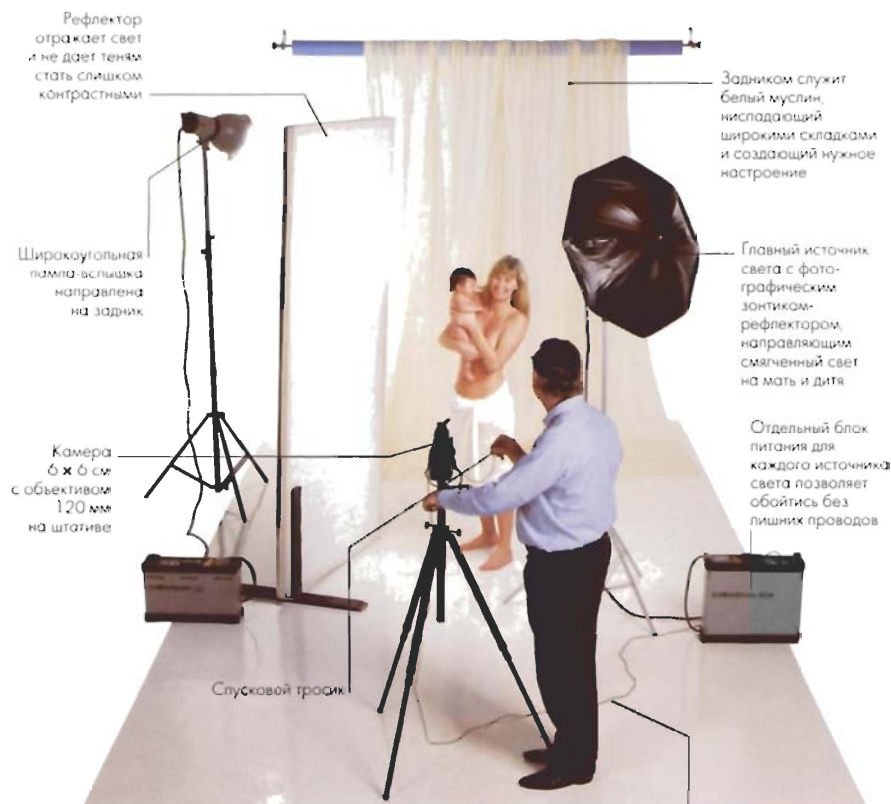 Рефлектор
отражает свет
и не дает теням
стать слишком
контрастными
Задником служит
белый муслин,
ниспадающий
широкими складками
и создающий нужное
настроение
Широкоугольная
лампа-вспышка
направлена
на задник
Главный источник
света с фото-
графическим
зонтиком-
рефлектором,
направляющим
смягченный свет
на мать и дитя
Камера
6 x 6 см
с объективом
120 мм
на штативе
Отдельный блок
питания для
каждого источника
света позволяет
обойтись без
лишних проводов
Спусковой тросик